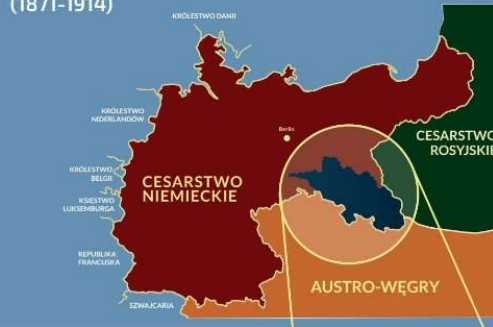 (1871-1914)
KRÓLESTWO DANII
KRÓLESTWO
NIDERLANDÓW
Berlin
CESARSTWO
ROSYJSKIE
KRÓLESTWO
BELGII
CESARSTWO
NIEMIECKIE
KSIĘSTWO
LUKSEMBURGA
REPUBLIKA
FRANCUSKA
AUSTRO-WĘGRY
SZWAJCARIA